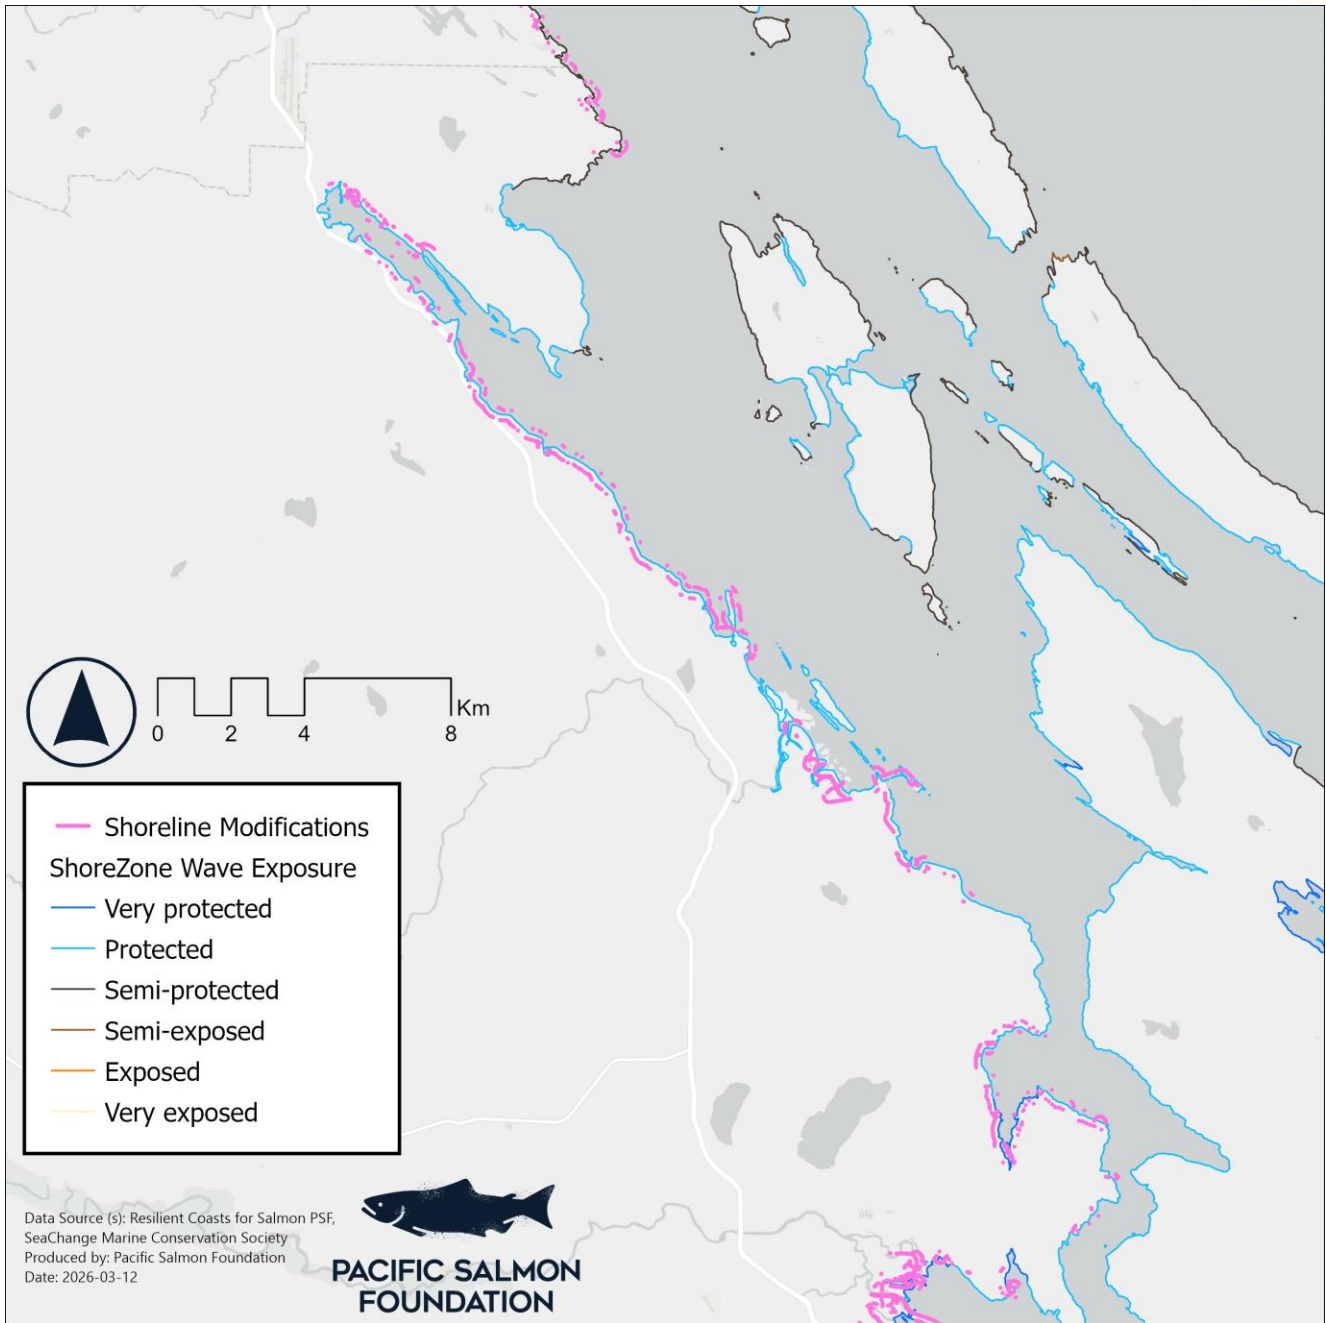 Km
0 2 4 8
Shoreline Modifications
ShoreZone Wave Exposure
Very protected
Protected
Semi-protected
Semi-exposed
Exposed
Very exposed
Data Source (s): Resilient Coasts for Salmon PSF,
SeaChange Marine Conservation Society
Produced by: Pacific Salmon Foundation
Date: 2026-03-12
PACIFIC SALMON
FOUNDATION